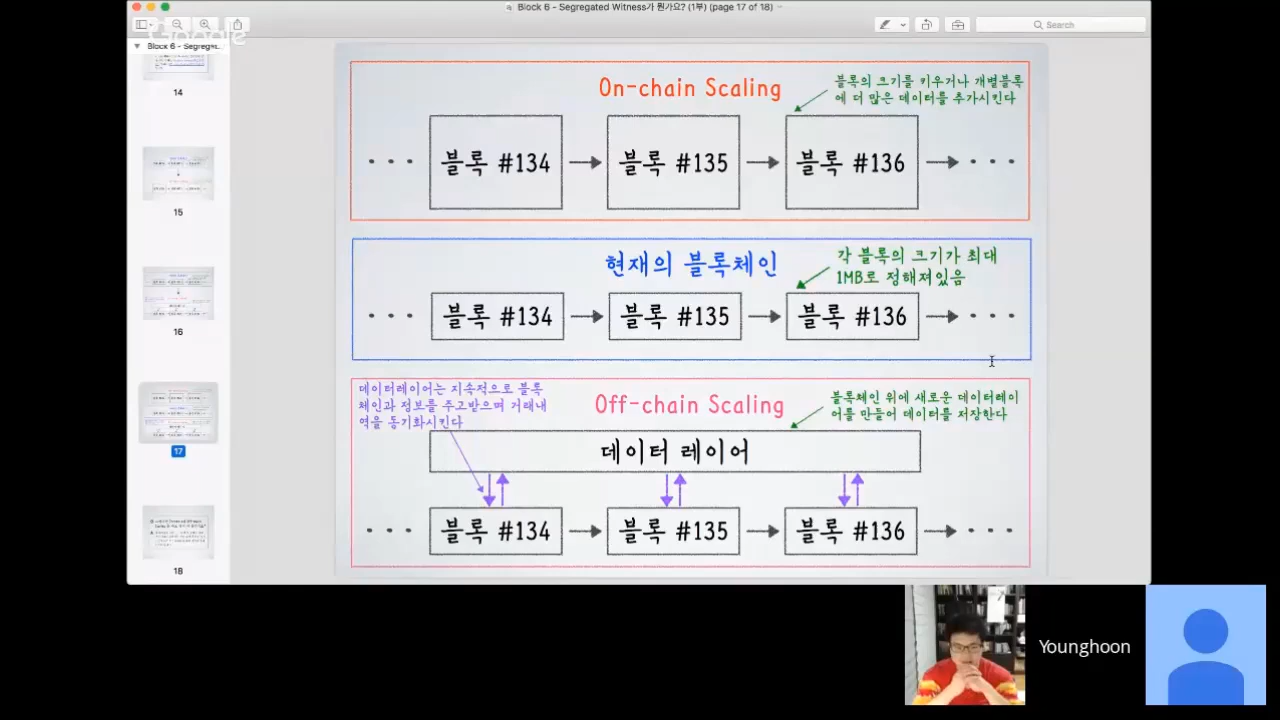 Block 6 - Segregated Witness가 뭔가요? (1부) (page 17 of 18)
Search
Block 6 - Segregat...
14
15
16
17
18
On-chain Scaling
블록의 크기를 키우거나 개별블록
에 더 많은 데이터를 추가시킨다
블록 #134
블록 #135
블록 #136
현재의 블록체인
각 블록의 크기가 최대
1MB로 정해져있음
블록 #134
블록 #135
블록 #136
데이터레이어는 지속적으로 블록
체인과 정보를 주고 받으며 거래내
역을 동기화시킨다
Off-chain Scaling
블록체인 위에 새로운 데이터레이
어를 만들어 데이터를 저장한다
데이터 레이어
블록 #134
블록 #135
블록 #136
Younghoon